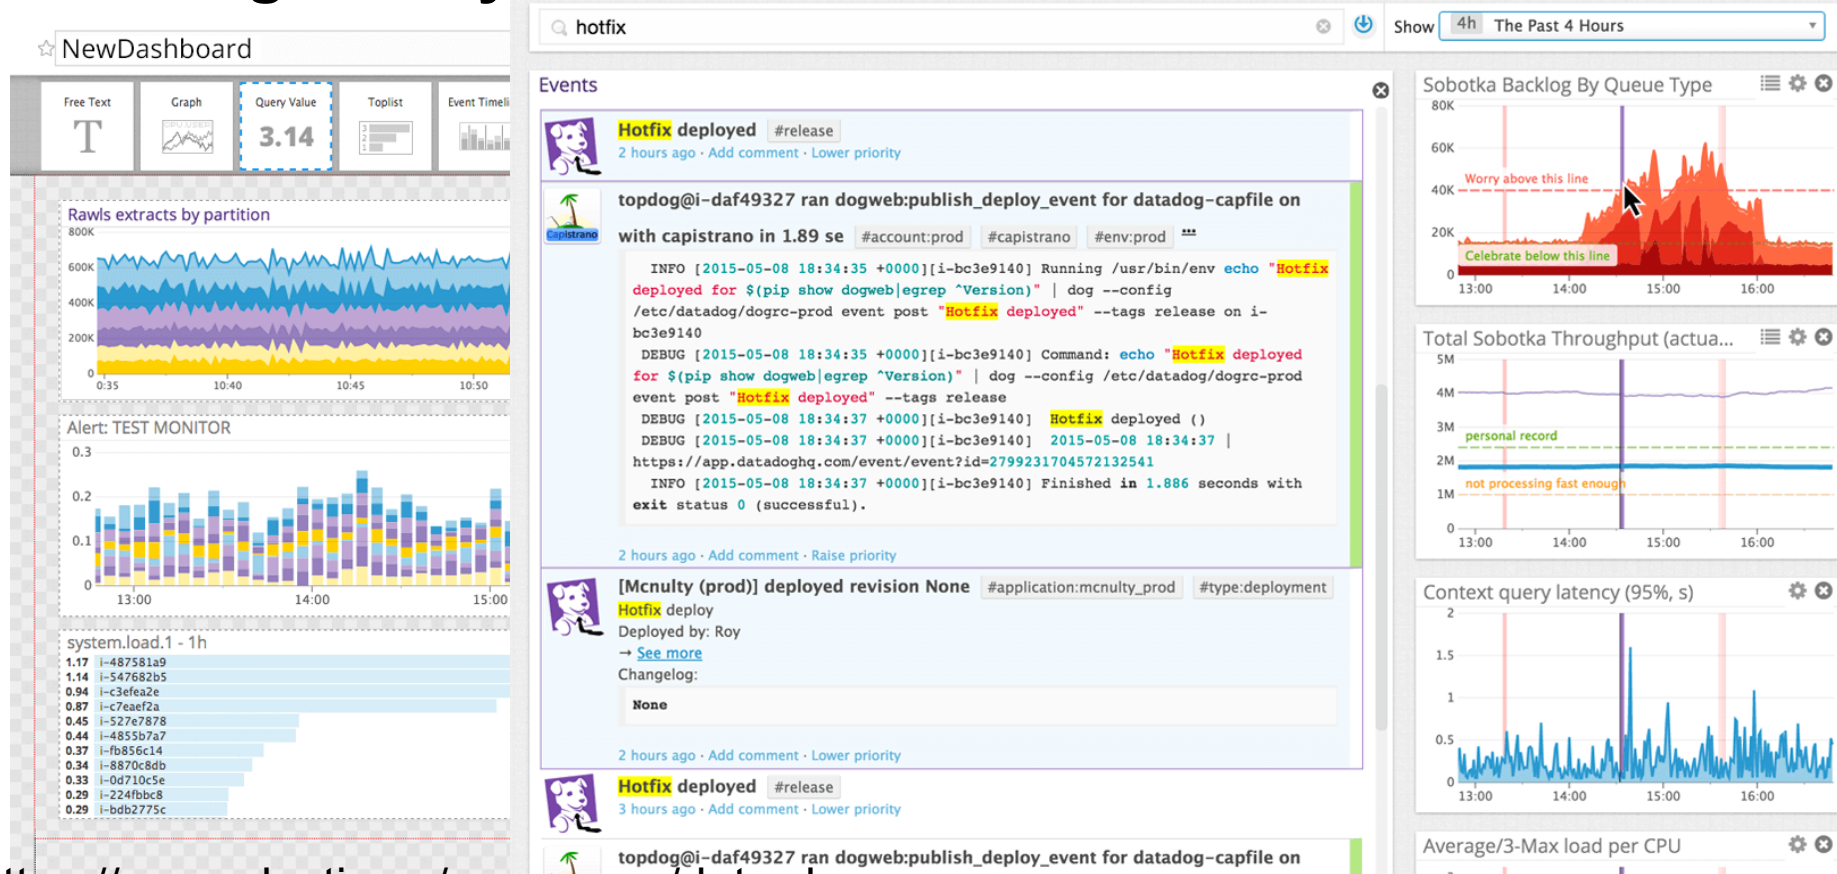 NewDashboard
Free Text
Graph
Query Value
Toplist
Event Timeli
T
CPU.USER
3.14
3
2
1
Rawls extracts by partition
800K
600K
400K
200K
0
0:35 10:40 10:45 10:50
Alert: TEST MONITOR
0.3
0.2
0.1
0
13:00 14:00 15:00
system.load.1 - 1h
1.17 i-487581a9
1.14 i-547682b5
0.94 i-c3efea2e
0.87 i-c7eaef2a
0.45 i-527e7878
0.44 i-4855b7a7
0.37 i-fb856c14
0.34 i-8870c8db
0.33 i-0d710c5e
0.29 i-224fbbc8
0.29 i-bdb2775c
hotfix
Show 4h The Past 4 Hours
Events
Hotfix deployed #release
2 hours ago · Add comment · Lower priority
Capistrano
topdog@i-daf49327 ran dogweb:publish_deploy_event for datadog-capfile on
with capistrano in 1.89 se #account:prod #capistrano #env:prod ...
INFO [2015-05-08 18:34:35 +0000][i-bc3e9140] Running /usr/bin/env echo "Hotfix
deployed for $(pip show dogweb|egrep ^Version)" | dog --config
/etc/datadog/dogrc-prod event post "Hotfix deployed" --tags release on i-
bc3e9140
DEBUG [2015-05-08 18:34:35 +0000][i-bc3e9140] Command: echo "Hotfix deployed
for $(pip show dogweb|egrep ^Version)" | dog --config /etc/datadog/dogrc-prod
event post "Hotfix deployed" --tags release
DEBUG [2015-05-08 18:34:37 +0000][i-bc3e9140] Hotfix deployed ()
DEBUG [2015-05-08 18:34:37 +0000][i-bc3e9140] 2015-05-08 18:34:37 |
https://app.datadoghq.com/event/event?id=2799231704572132541
INFO [2015-05-08 18:34:37 +0000][i-bc3e9140] Finished in 1.886 seconds with
exit status 0 (successful).
2 hours ago · Add comment · Raise priority
[Mcnulty (prod)] deployed revision None #application:mcnulty_prod #type:deployment
Hotfix deploy
Deployed by: Roy
→ See more
Changelog:
None
2 hours ago · Add comment · Lower priority
Hotfix deployed #release
3 hours ago · Add comment · Lower priority
topdog@i-daf49327 ran dogweb:publish_deploy_event for datadog-capfile on
Sobotka Backlog By Queue Type
80K
60K
Worry above this line
40K
20K
Celebrate below this line
0
13:00 14:00 15:00 16:00
Total Sobotka Throughput (actua...
5M
4M
3M
personal record
2M
not processing fast enough
1M
0
13:00 14:00 15:00 16:00
Context query latency (95%, s)
2
1.5
1
0.5
0
13:00 14:00 15:00 16:00
Average/3-Max load per CPU